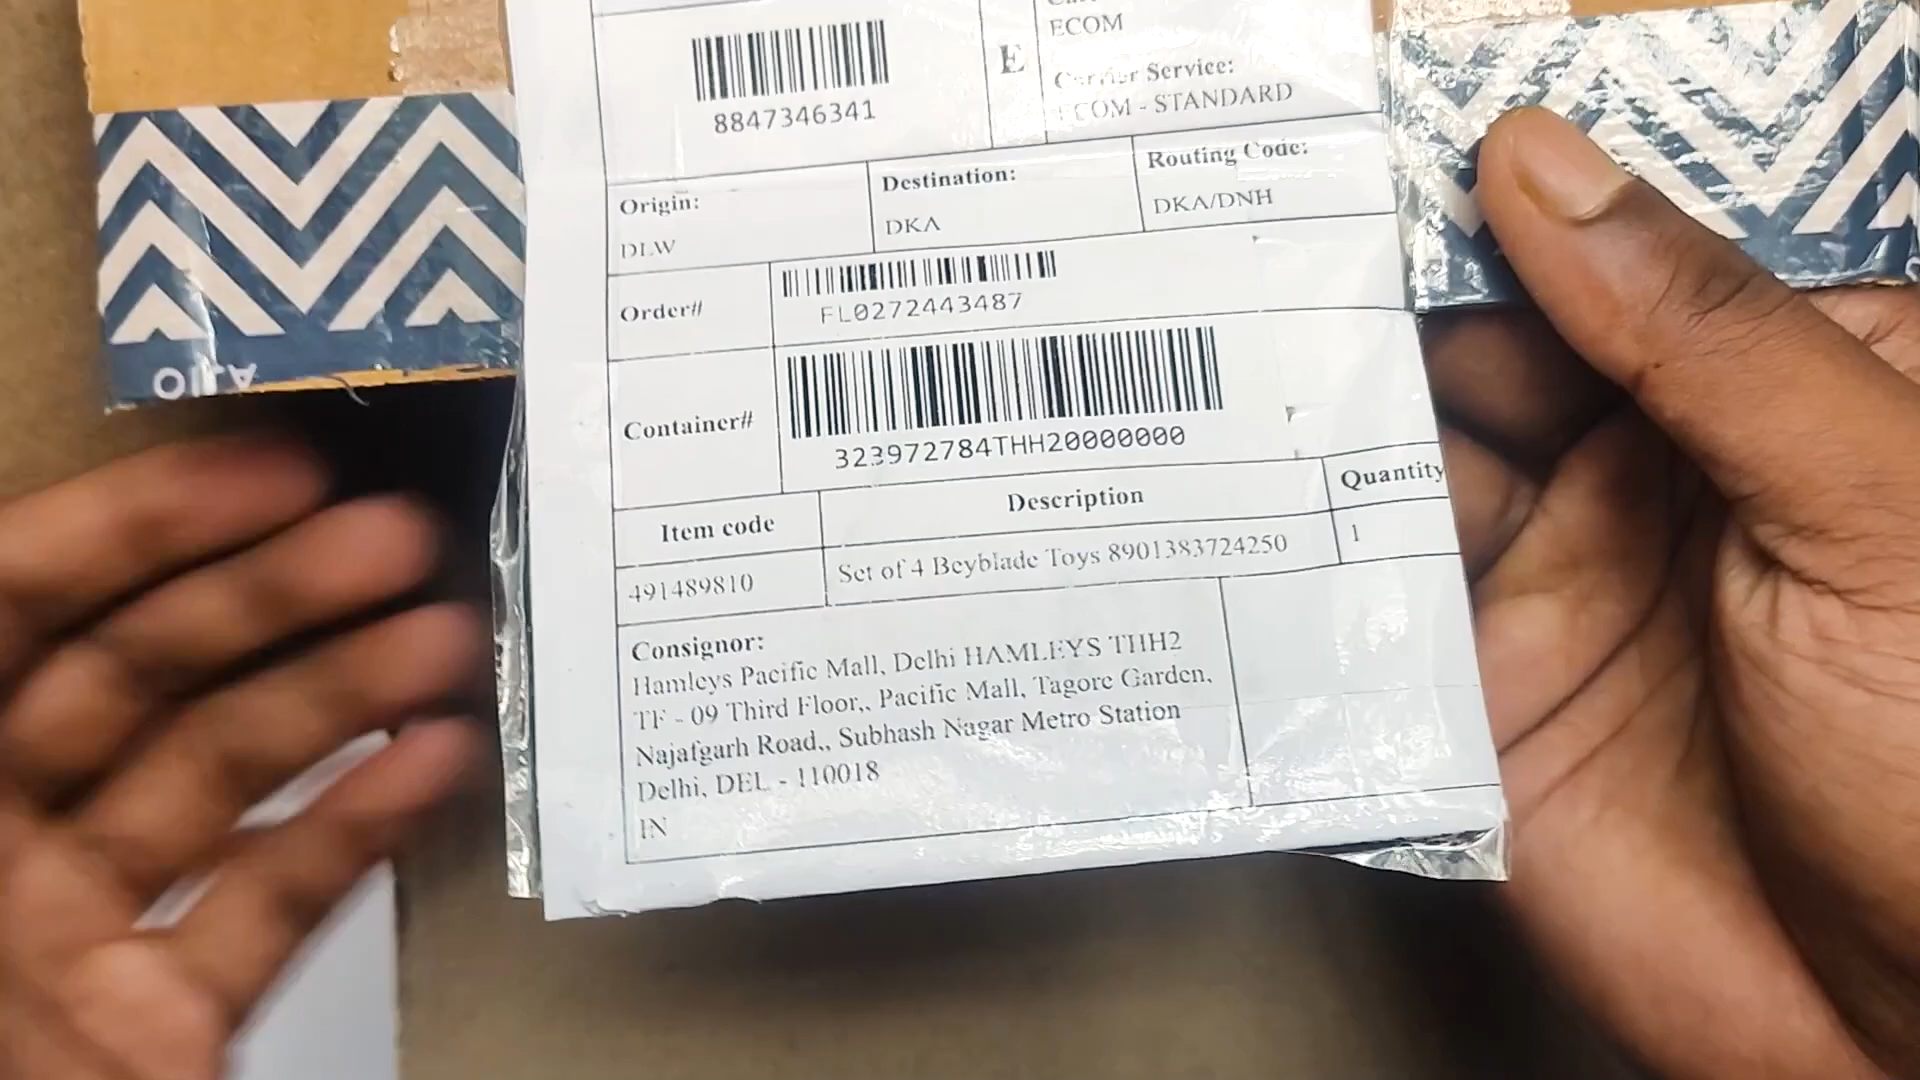 8847346341
E
ECOM
Carrier Service:
ECOM - STANDARD
Origin:
DLW
Destination:
DKA
Routing Code:
DKA/DNH
Order#
FL0272443487
Container#
323972784THH20000000
Item code
Description
Quantity
491489810
Set of 4 Beyblade Toys 8901383724250
1
Consignor:
Hamleys Pacific Mall, Delhi HAMLEYS THH2
TF - 09 Third Floor,, Pacific Mall, Tagore Garden,
Najafgarh Road,, Subhash Nagar Metro Station
Delhi, DEL - 110018
IN
AJIO